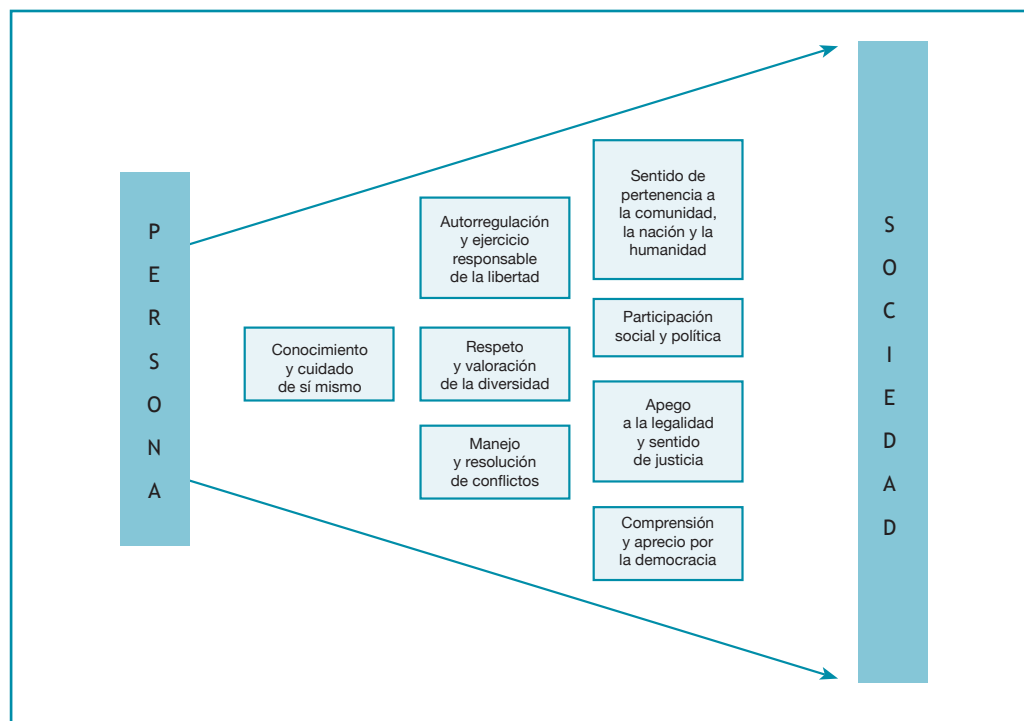 PERSONA
Conocimiento
y cuidado
de sí mismo
Autorregulación
y ejercicio
responsable
de la libertad
Respeto
y valoración
de la diversidad
Manejo
y resolución
de conflictos
Sentido de
pertenencia a
la comunidad,
la nación y la
humanidad
Participación
social y política
Apego
a la legalidad
y sentido
de justicia
Comprensión
y aprecio por
la democracia
SOCIEDAD